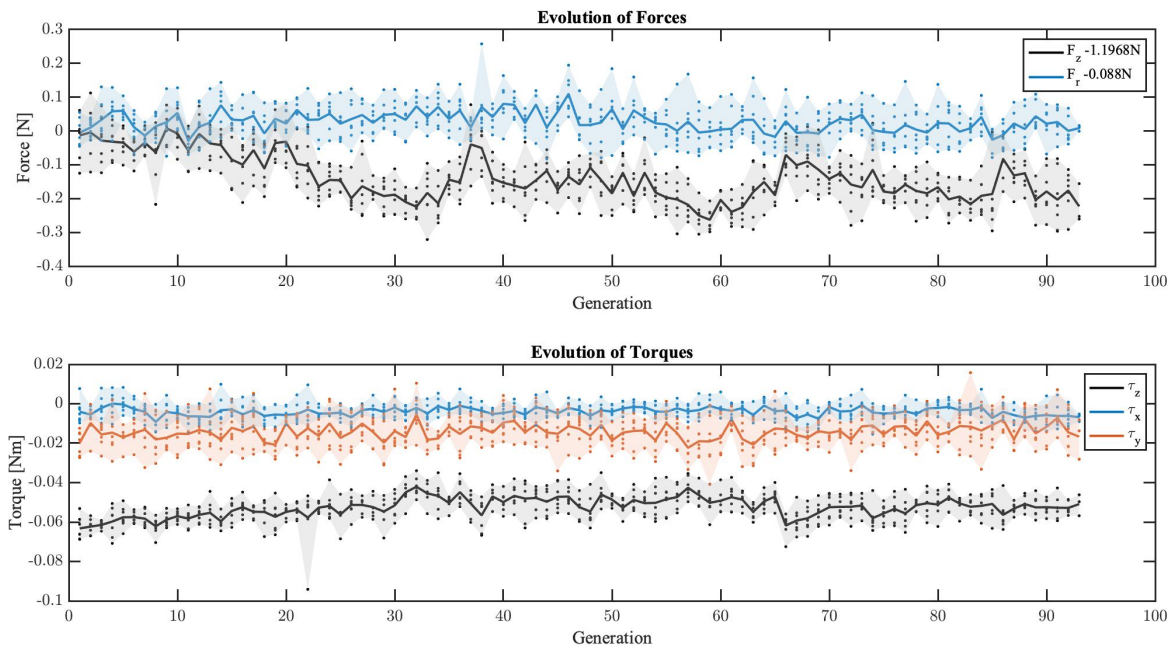 Evolution of Forces
0.3
0.2
0.1
0
-0.1
-0.2
-0.3
-0.4
Force [N]
F_z -1.1968N
F_r -0.088N
0 10 20 30 40 50 60 70 80 90 100
Generation
Evolution of Torques
0.02
0
-0.02
-0.04
-0.06
-0.08
-0.1
Torque [Nm]
τ_z
τ_x
τ_y
0 10 20 30 40 50 60 70 80 90 100
Generation